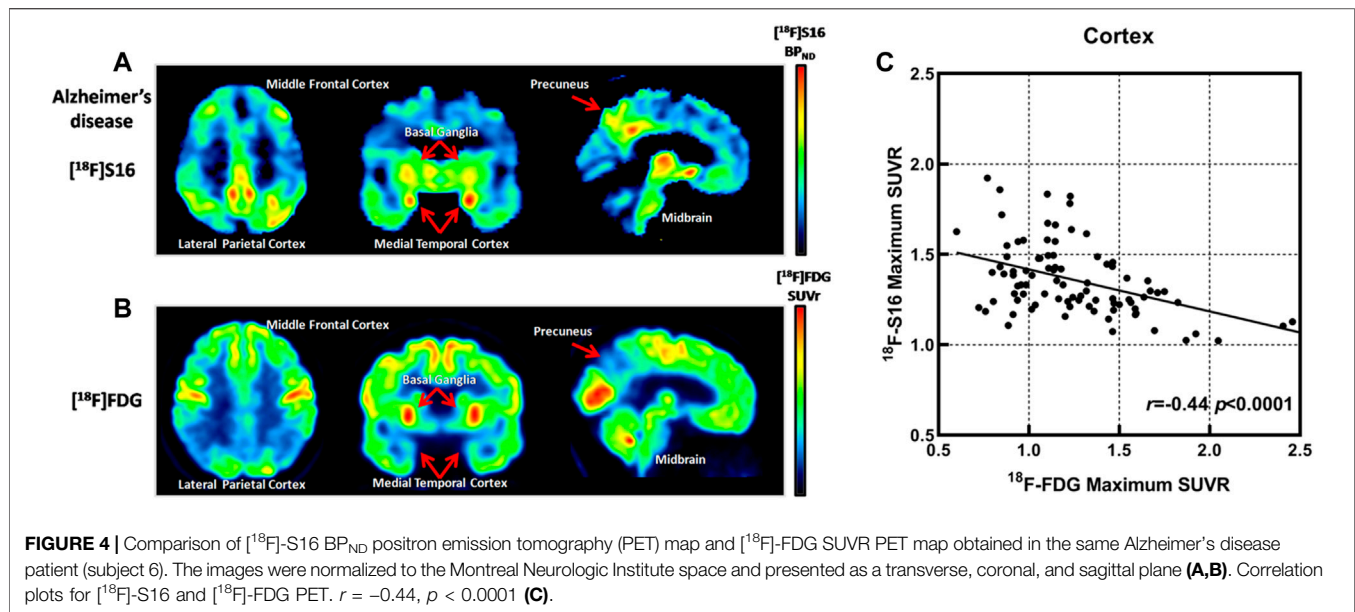 A
Alzheimer's
disease
[¹⁸F]S16
Middle Frontal Cortex
Lateral Parietal Cortex
Basal Ganglia
Medial Temporal Cortex
Precuneus
Midbrain
[¹⁸F]S16
BP_ND
B
[¹⁸F]FDG
Middle Frontal Cortex
Lateral Parietal Cortex
Basal Ganglia
Medial Temporal Cortex
Precuneus
Midbrain
[¹⁸F]FDG
SUVr
C
Cortex
¹⁸F-S16 Maximum SUVR
2.5
2.0
1.5
1.0
0.5
r=-0.44 p<0.0001
0.5 1.0 1.5 2.0 2.5
¹⁸F-FDG Maximum SUVR
FIGURE 4 | Comparison of [¹⁸F]-S16 BP_ND positron emission tomography (PET) map and [¹⁸F]-FDG SUVR PET map obtained in the same Alzheimer's disease
patient (subject 6). The images were normalized to the Montreal Neurologic Institute space and presented as a transverse, coronal, and sagittal plane (A,B). Correlation
plots for [¹⁸F]-S16 and [¹⁸F]-FDG PET. r = −0.44, p < 0.0001 (C).